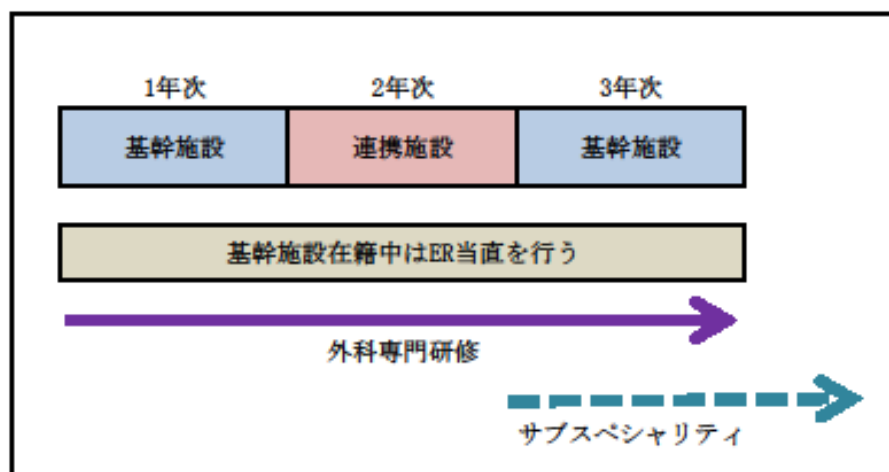 1年次 2年次 3年次
基幹施設 連携施設 基幹施設
基幹施設在籍中はER当直を行う
外科専門研修
サブスペシャリティ